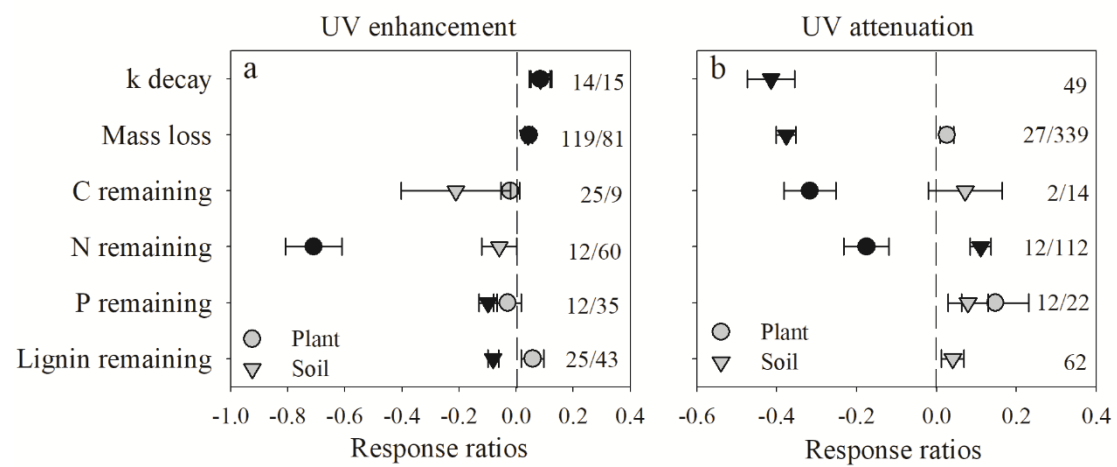 UV enhancement
UV attenuation
a
b
k decay
14/15
49
Mass loss
119/81
27/339
C remaining
25/9
2/14
N remaining
12/60
12/112
P remaining
12/35
12/22
Lignin remaining
25/43
62
Plant
Soil
Plant
Soil
-1.0 -0.8 -0.6 -0.4 -0.2 0.0 0.2 0.4
-0.6 -0.4 -0.2 0.0 0.2 0.4
Response ratios
Response ratios